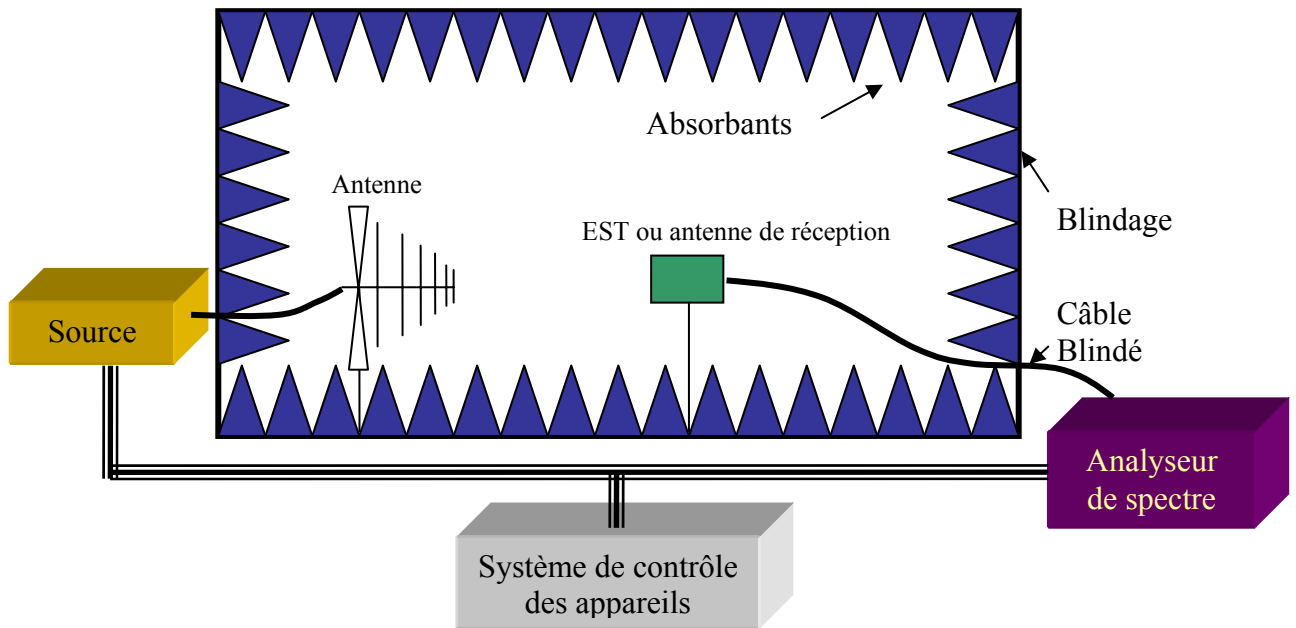 Absorbants
Antenne
Blindage
EST ou antenne de réception
Source
Câble
Blindé
Analyseur
de spectre
Système de contrôle
des appareils